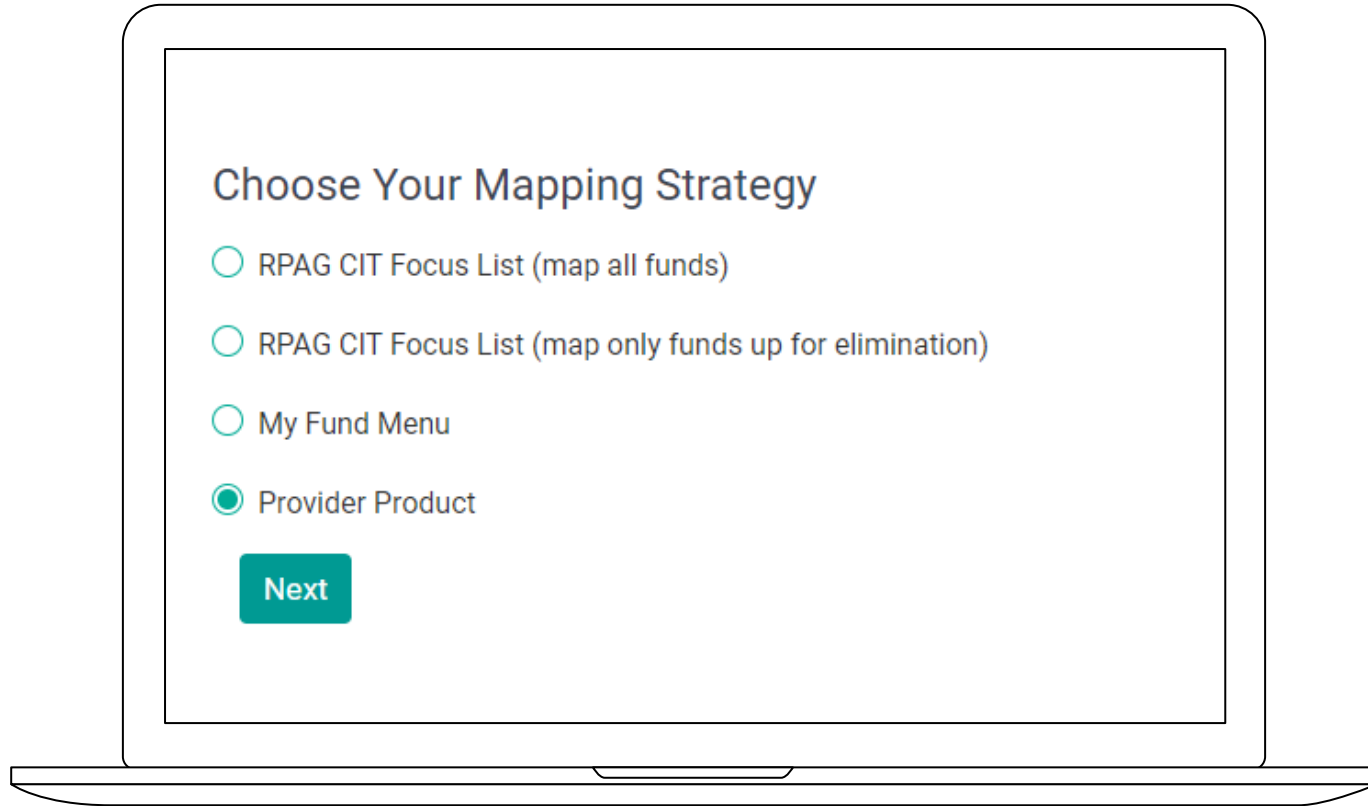 Choose Your Mapping Strategy
RPAG CIT Focus List (map all funds)
RPAG CIT Focus List (map only funds up for elimination)
My Fund Menu
Provider Product
Next